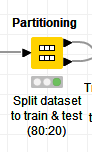 Partitioning
Split dataset
to train & test
(80:20)